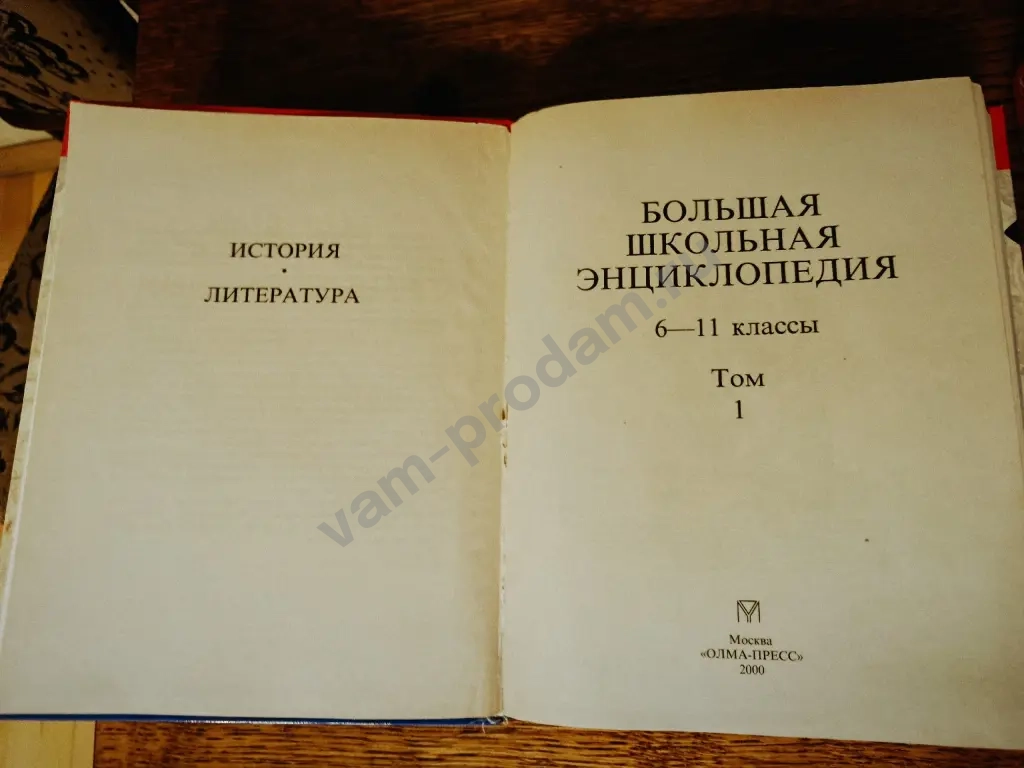 ИСТОРИЯ
·
ЛИТЕРАТУРА
БОЛЬШАЯ
ШКОЛЬНАЯ
ЭНЦИКЛОПЕДИЯ
6—11 классы
Том
1
Москва
«ОЛМА-ПРЕСС»
2000
vam-prodam.ru